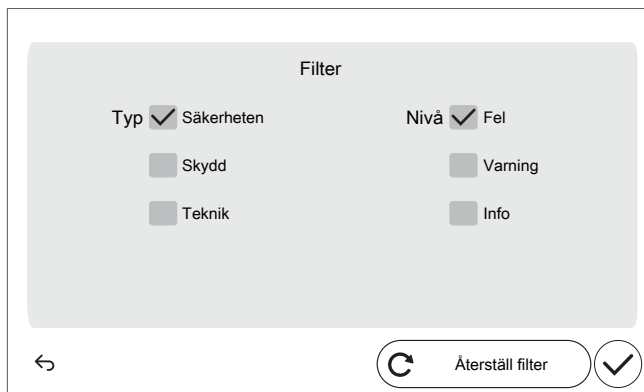 Filter
Typ Säkerheten Nivå Fel
Skydd Varning
Teknik Info
Återställ filter